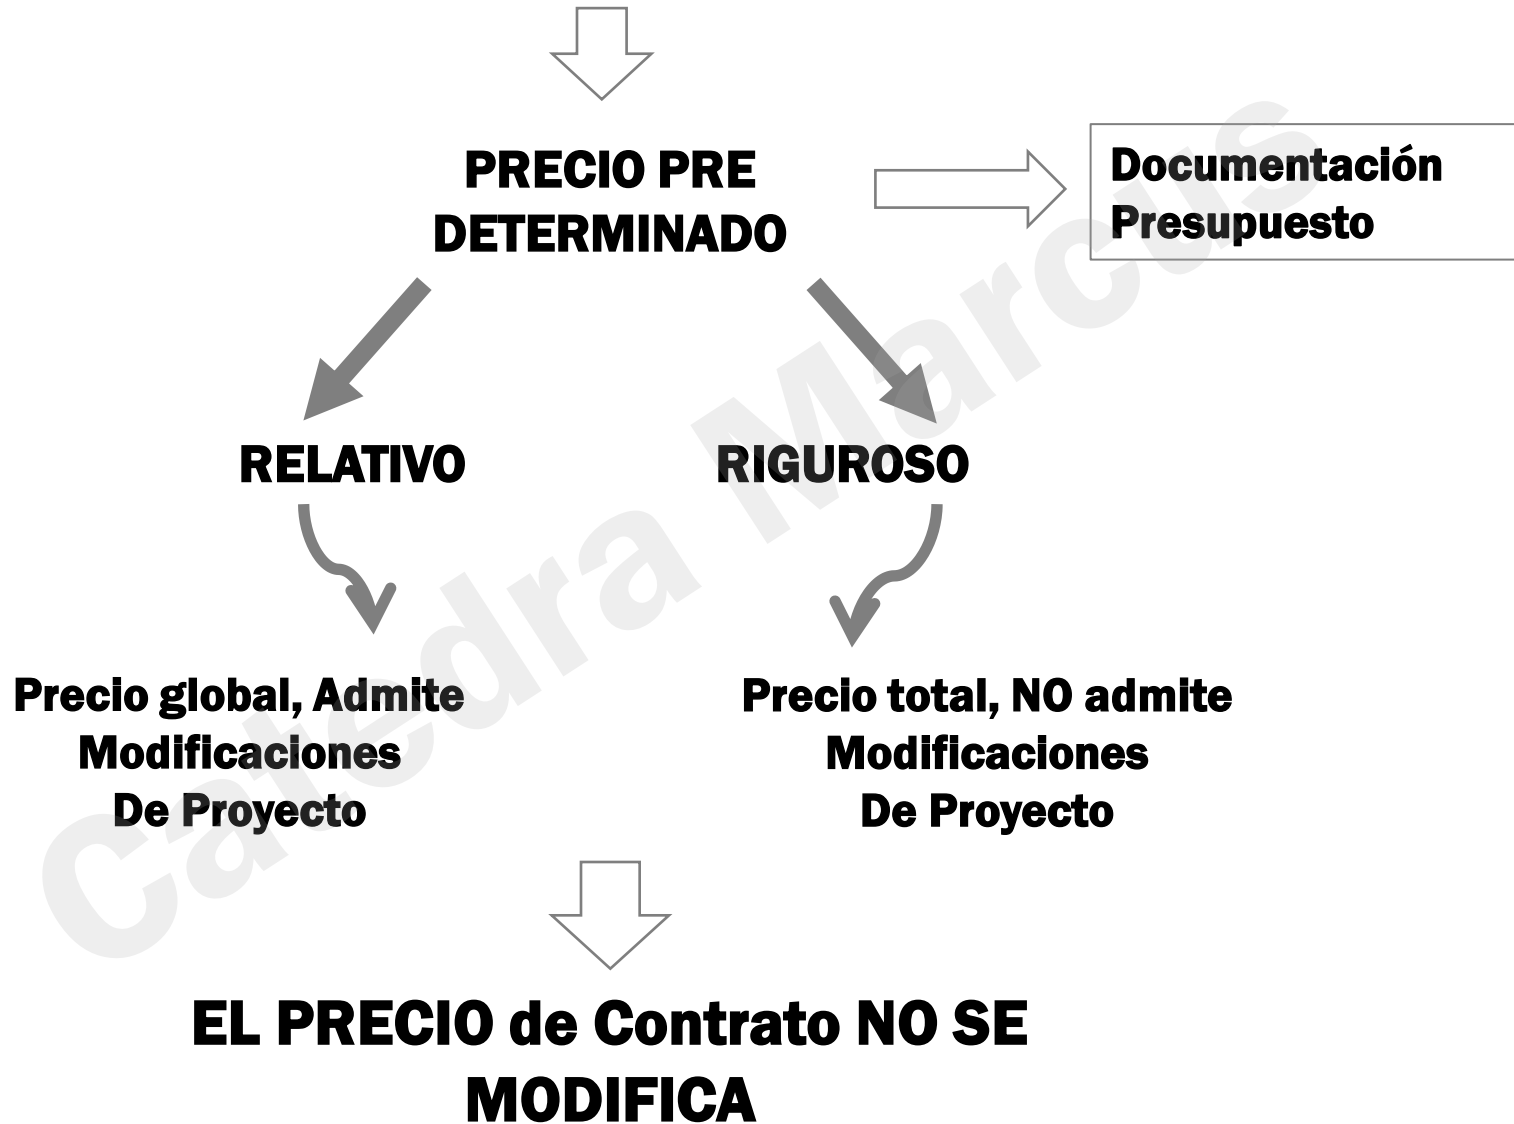 PRECIO PRE
DETERMINADO
Documentación
Presupuesto
RELATIVO
RIGUROSO
Precio global, Admite
Modificaciones
De Proyecto
Precio total, NO admite
Modificaciones
De Proyecto
EL PRECIO de Contrato NO SE
MODIFICA
Catedra Marcus